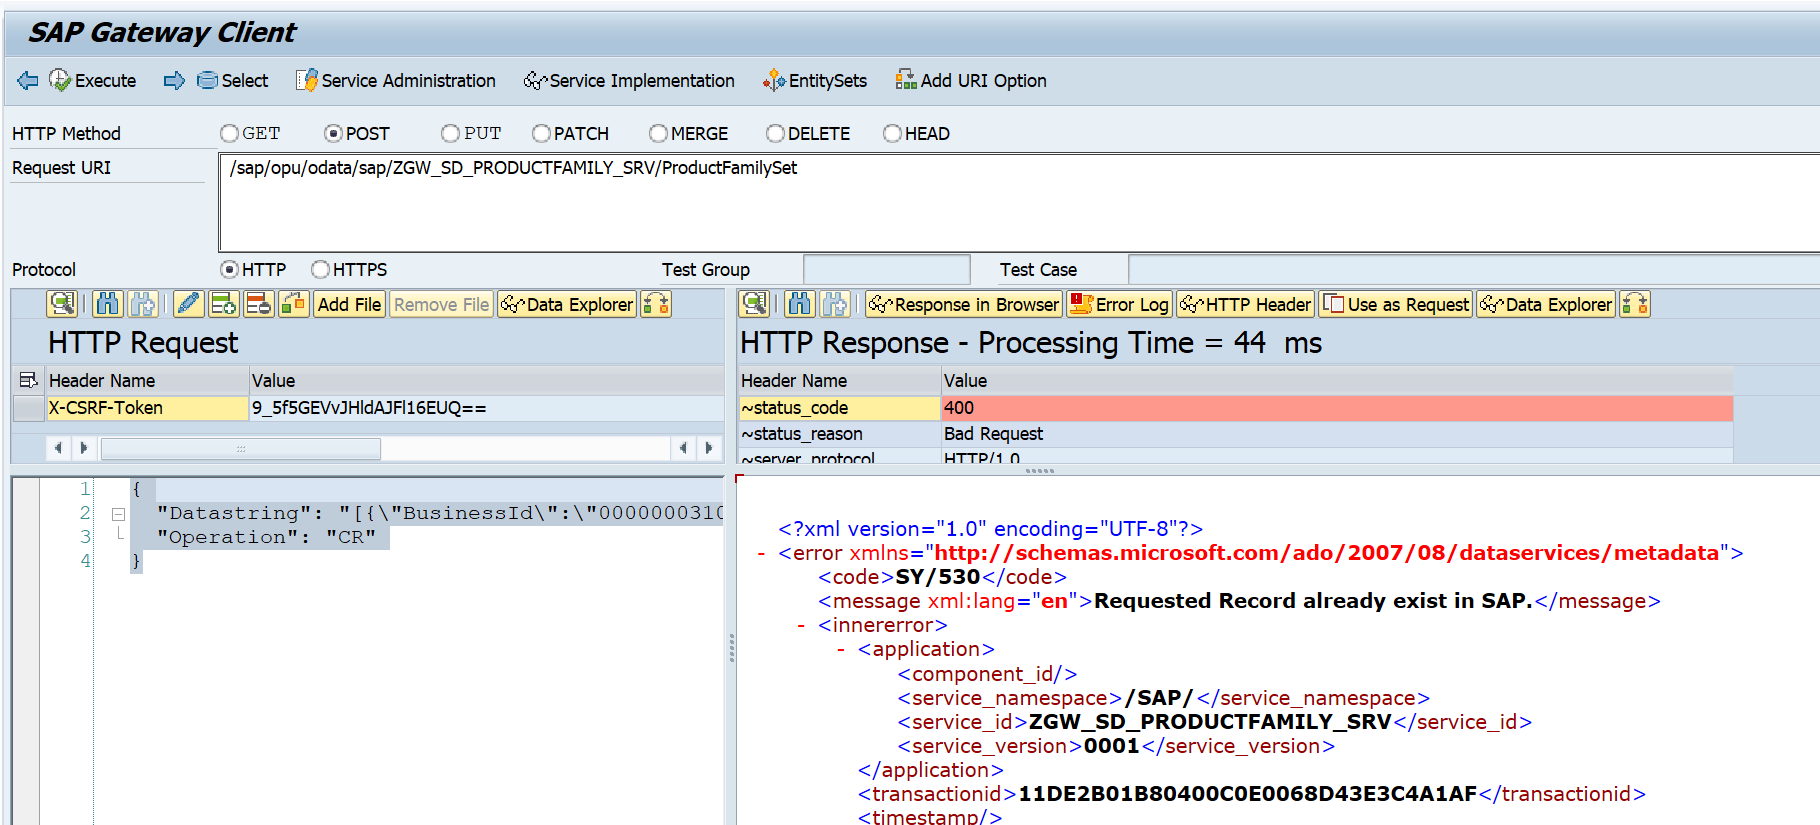 SAP Gateway Client
Execute Select Service Administration Service Implementation EntitySets Add URI Option
HTTP Method GET POST PUT PATCH MERGE DELETE HEAD
Request URI /sap/opu/odata/sap/ZGW_SD_PRODUCTFAMILY_SRV/ProductFamilySet
Protocol HTTP HTTPS Test Group Test Case
Add File Remove File Data Explorer
HTTP Request
Header Name Value
X-CSRF-Token 9_5f5GEVvJHldAJFl16EUQ==
1 {
2 "Datastring": "[{\"BusinessId\":\"0000000310
3 "Operation": "CR"
4 }
Response in Browser Error Log HTTP Header Use as Request Data Explorer
HTTP Response - Processing Time = 44 ms
Header Name Value
~status_code 400
~status_reason Bad Request
~server_protocol HTTP/1.0
<?xml version="1.0" encoding="UTF-8"?>
- <error xmlns="http://schemas.microsoft.com/ado/2007/08/dataservices/metadata">
<code>SY/530</code>
<message xml:lang="en">Requested Record already exist in SAP.</message>
- <innererror>
- <application>
<component_id/>
<service_namespace>/SAP/</service_namespace>
<service_id>ZGW_SD_PRODUCTFAMILY_SRV</service_id>
<service_version>0001</service_version>
</application>
<transactionid>11DE2B01B80400C0E0068D43E3C4A1AF</transactionid>
<timestamp/>